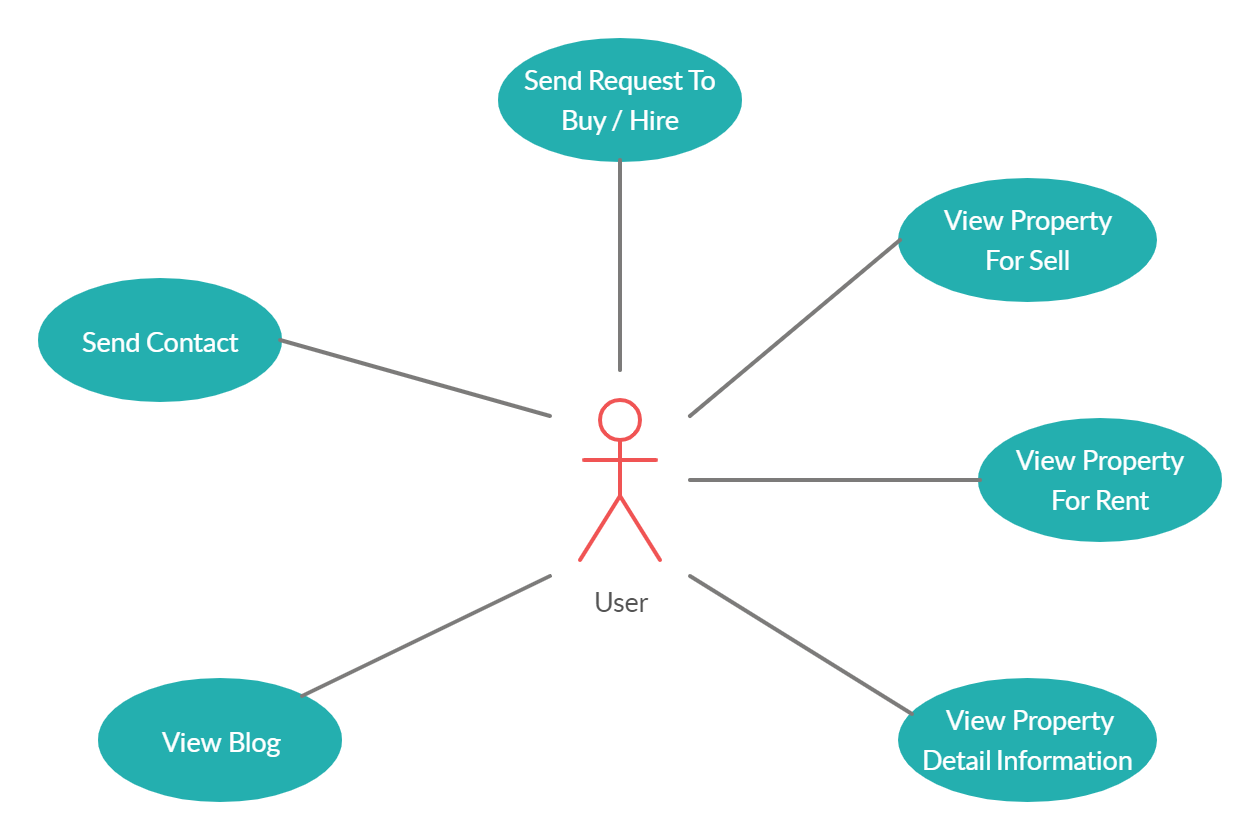 Send Request To
Buy / Hire
View Property
For Sell
Send Contact
View Property
For Rent
User
View Blog
View Property
Detail Information